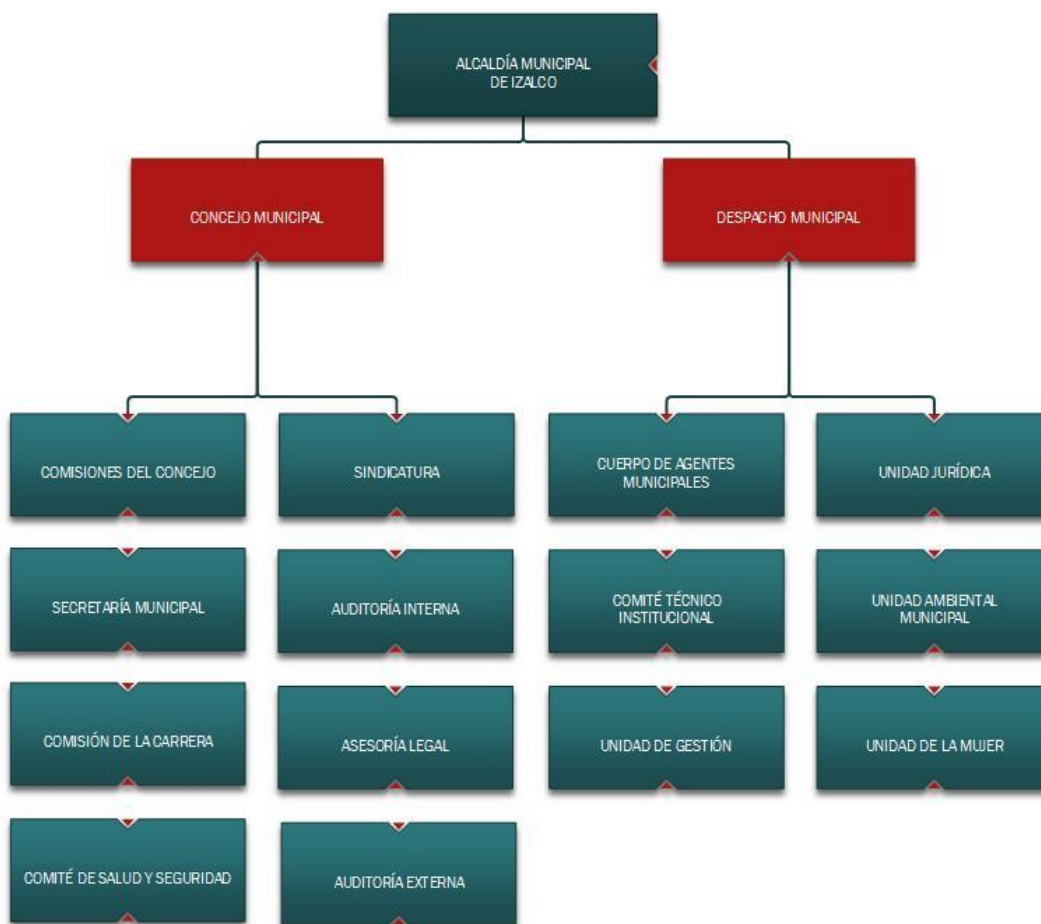 ALCALDÍA MUNICIPAL
DE IZALCO
CONCEJO MUNICIPAL
DESPACHO MUNICIPAL
COMISIONES DEL CONCEJO
SINDICATURA
CUERPO DE AGENTES
MUNICIPALES
UNIDAD JURÍDICA
SECRETARÍA MUNICIPAL
AUDITORÍA INTERNA
COMITÉ TÉCNICO
INSTITUCIONAL
UNIDAD AMBIENTAL
MUNICIPAL
COMISIÓN DE LA CARRERA
ASESORÍA LEGAL
UNIDAD DE GESTIÓN
UNIDAD DE LA MUJER
COMITÉ DE SALUD Y SEGURIDAD
AUDITORÍA EXTERNA